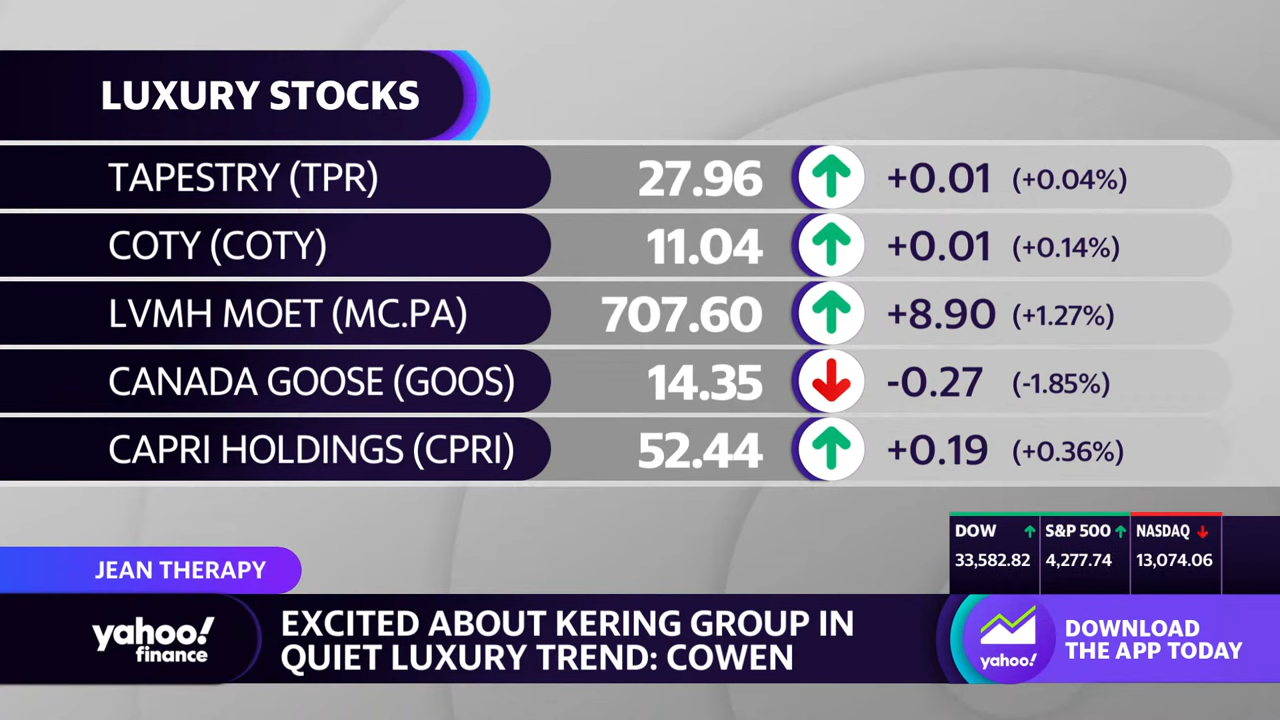 LUXURY STOCKS
TAPESTRY (TPR) 27.96 +0.01 (+0.04%)
COTY (COTY) 11.04 +0.01 (+0.14%)
LVMH MOET (MC.PA) 707.60 +8.90 (+1.27%)
CANADA GOOSE (GOOS) 14.35 -0.27 (-1.85%)
CAPRI HOLDINGS (CPRI) 52.44 +0.19 (+0.36%)
DOW S&P 500 NASDAQ
33,582.82 4,277.74 13,074.06
JEAN THERAPY
yahoo!
finance
EXCITED ABOUT KERING GROUP IN
QUIET LUXURY TREND: COWEN
yahoo!
DOWNLOAD
THE APP TODAY